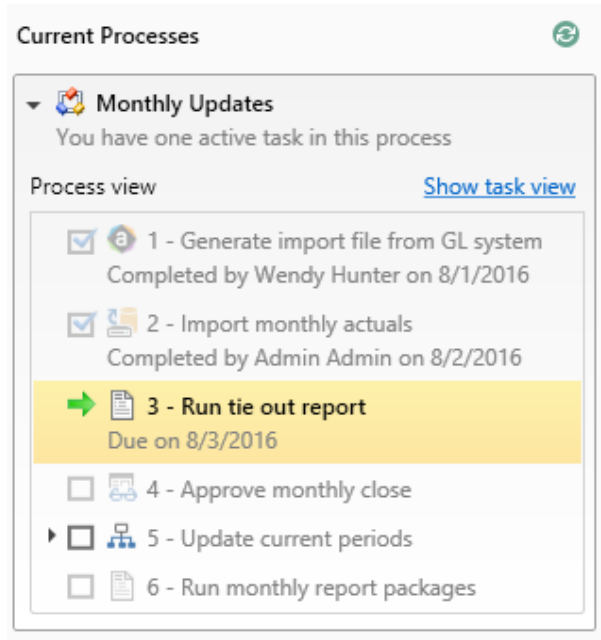 Current Processes
Monthly Updates
You have one active task in this process
Process view
Show task view
1 - Generate import file from GL system
Completed by Wendy Hunter on 8/1/2016
2 - Import monthly actuals
Completed by Admin Admin on 8/2/2016
3 - Run tie out report
Due on 8/3/2016
4 - Approve monthly close
5 - Update current periods
6 - Run monthly report packages